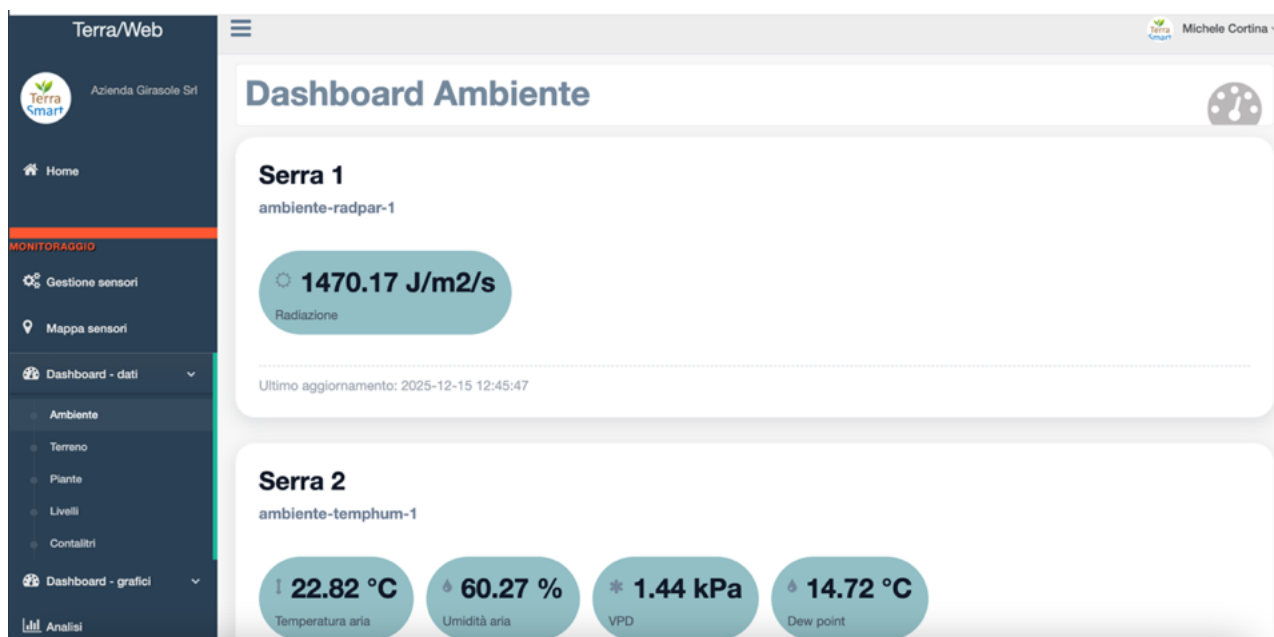 Terra/Web
Terra
Smart
Michele Cortina
Terra
Smart
Azienda Girasole Srl
Home
MONITORAGGIO
Gestione sensori
Mappa sensori
Dashboard - dati
Ambiente
Terreno
Piante
Livelli
Contalitri
Dashboard - grafici
Analisi
Dashboard Ambiente
Serra 1
ambiente-radpar-1
1470.17 J/m2/s
Radiazione
Ultimo aggiornamento: 2025-12-15 12:45:47
Serra 2
ambiente-temphum-1
22.82 °C
Temperatura aria
60.27 %
Umidità aria
1.44 kPa
VPD
14.72 °C
Dew point